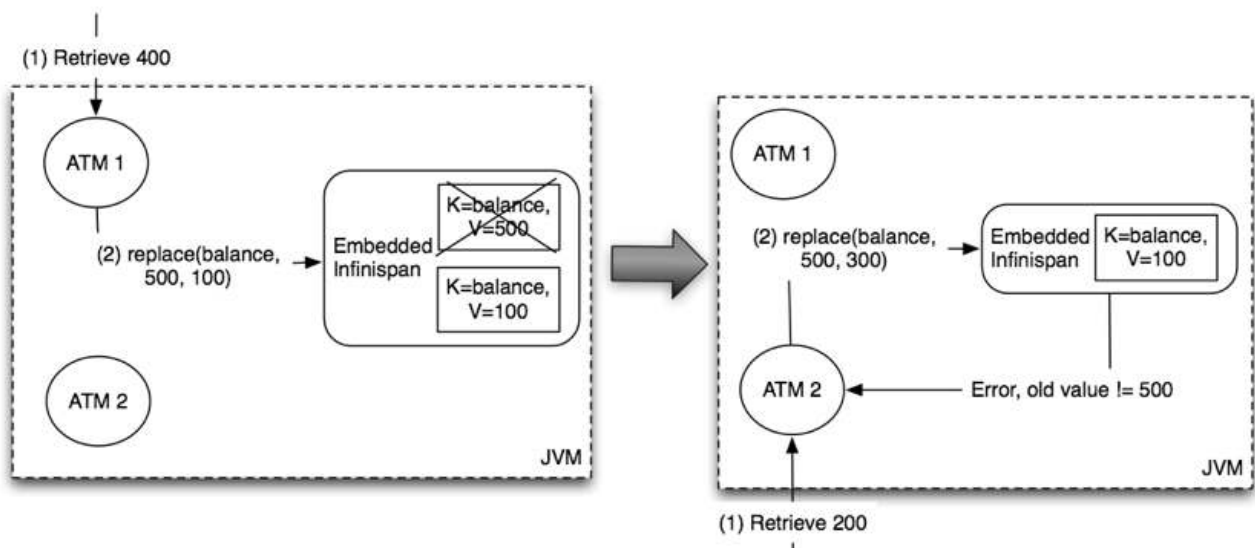 (1) Retrieve 400
ATM 1
(2) replace(balance,
500, 100)
Embedded
Infinispan
K=balance,
V=500
K=balance,
V=100
ATM 2
JVM
ATM 1
(2) replace(balance,
500, 300)
Embedded
Infinispan
K=balance,
V=100
ATM 2
Error, old value != 500
JVM
(1) Retrieve 200